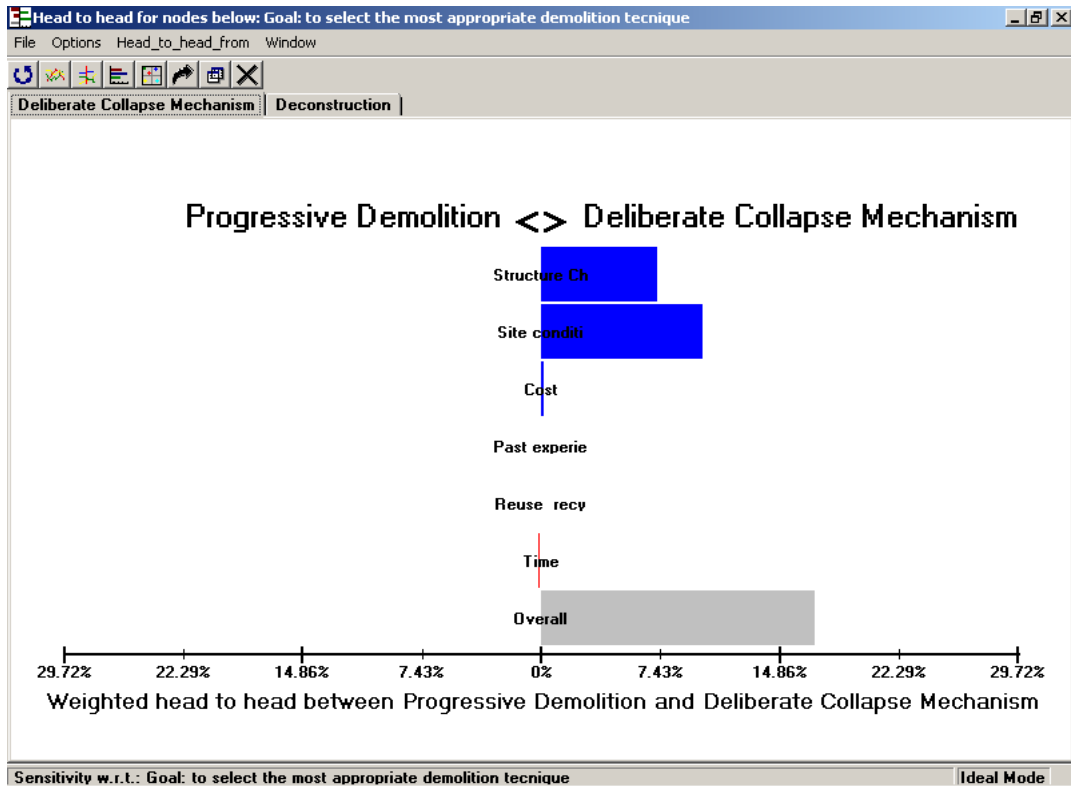 Head to head for nodes below: Goal: to select the most appropriate demolition tecnique
File Options Head_to_head_from Window
Deliberate Collapse Mechanism Deconstruction
Progressive Demolition <> Deliberate Collapse Mechanism
Structure Ch
Site conditi
Cost
Past experie
Reuse recy
Time
Overall
29.72% 22.29% 14.86% 7.43% 0% 7.43% 14.86% 22.29% 29.72%
Weighted head to head between Progressive Demolition and Deliberate Collapse Mechanism
Sensitivity w.r.t.: Goal: to select the most appropriate demolition tecnique Ideal Mode